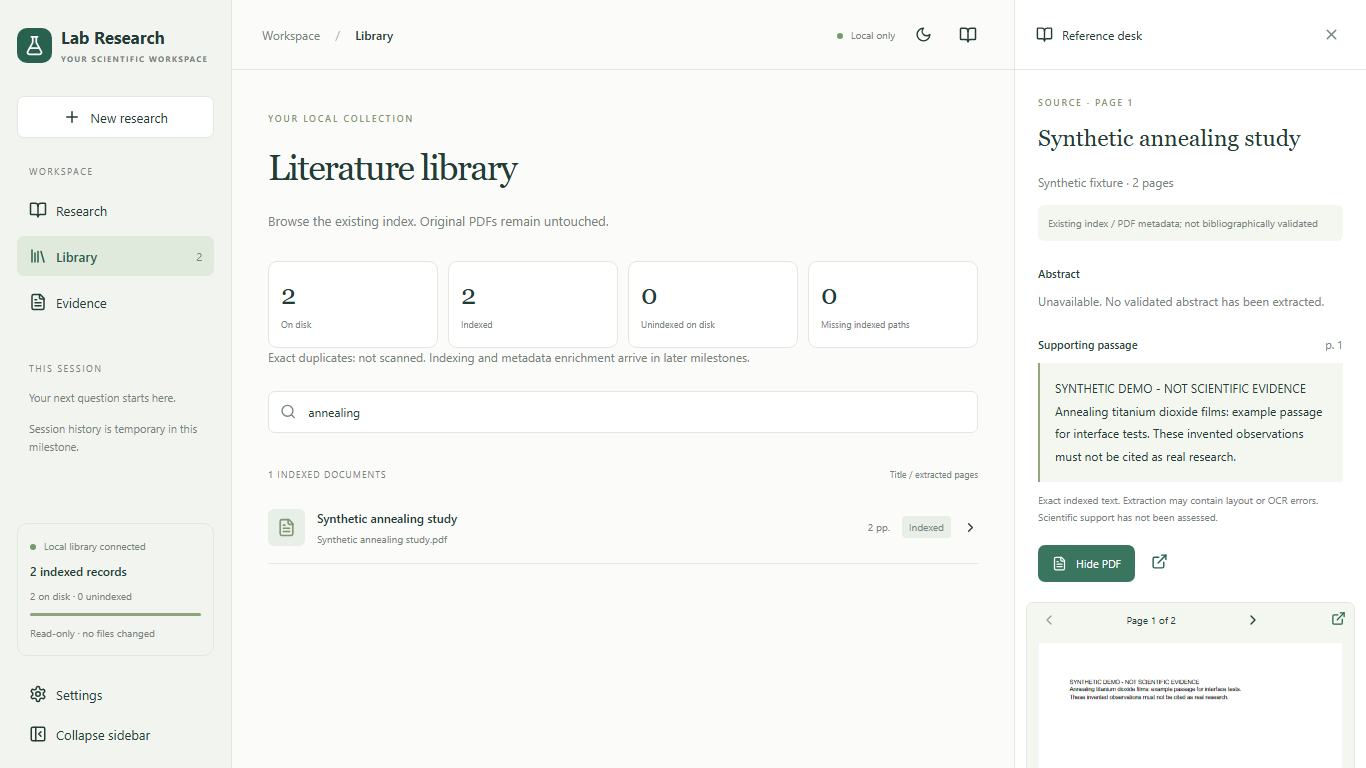 Lab Research
YOUR SCIENTIFIC WORKSPACE
New research
WORKSPACE
Research
Library 2
Evidence
THIS SESSION
Your next question starts here.
Session history is temporary in this
milestone.
Local library connected
2 indexed records
2 on disk · 0 unindexed
Read-only · no files changed
Settings
Collapse sidebar
Workspace / Library
Local only
YOUR LOCAL COLLECTION
Literature library
Browse the existing index. Original PDFs remain untouched.
2
On disk
2
Indexed
0
Unindexed on disk
0
Missing indexed paths
Exact duplicates: not scanned. Indexing and metadata enrichment arrive in later milestones.
annealing
1 INDEXED DOCUMENTS
Title / extracted pages
Synthetic annealing study
Synthetic annealing study.pdf
2 pp. Indexed
Reference desk
SOURCE · PAGE 1
Synthetic annealing study
Synthetic fixture · 2 pages
Existing index / PDF metadata; not bibliographically validated
Abstract
Unavailable. No validated abstract has been extracted.
Supporting passage p. 1
SYNTHETIC DEMO - NOT SCIENTIFIC EVIDENCE
Annealing titanium dioxide films: example passage
for interface tests. These invented observations
must not be cited as real research.
Exact indexed text. Extraction may contain layout or OCR errors.
Scientific support has not been assessed.
Hide PDF
Page 1 of 2
SYNTHETIC DEMO - NOT SCIENTIFIC EVIDENCE
Annealing titanium dioxide films: example passage for interface tests.
These invented observations must not be cited as real research.